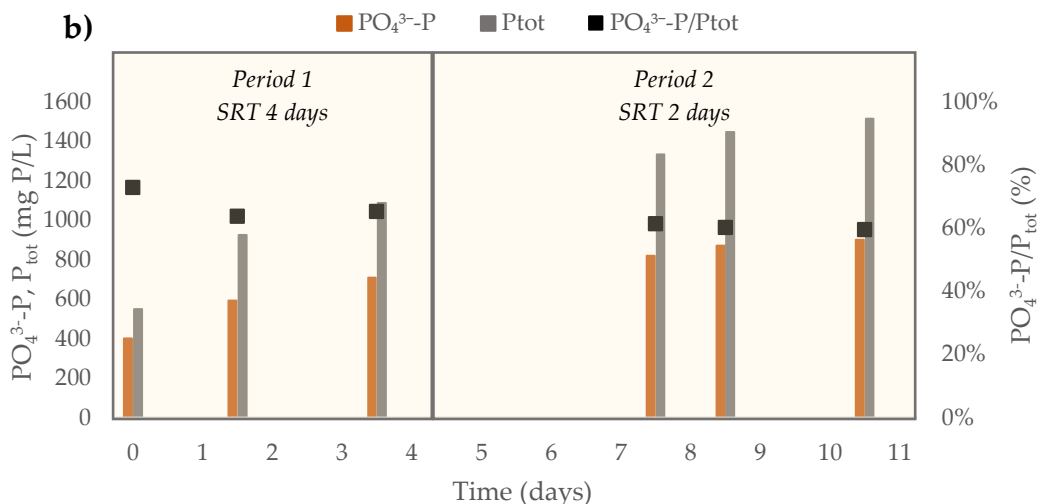 b)
PO₄³⁻-P Ptot PO₄³⁻-P/Ptot
Period 1
SRT 4 days
Period 2
SRT 2 days
PO₄³⁻-P, Pₜₒₜ (mg P/L)
1600
1400
1200
1000
800
600
400
200
0
100%
80%
60%
40%
20%
0%
PO₄³⁻-P/Pₜₒₜ (%)
0 1 2 3 4 5 6 7 8 9 10 11
Time (days)